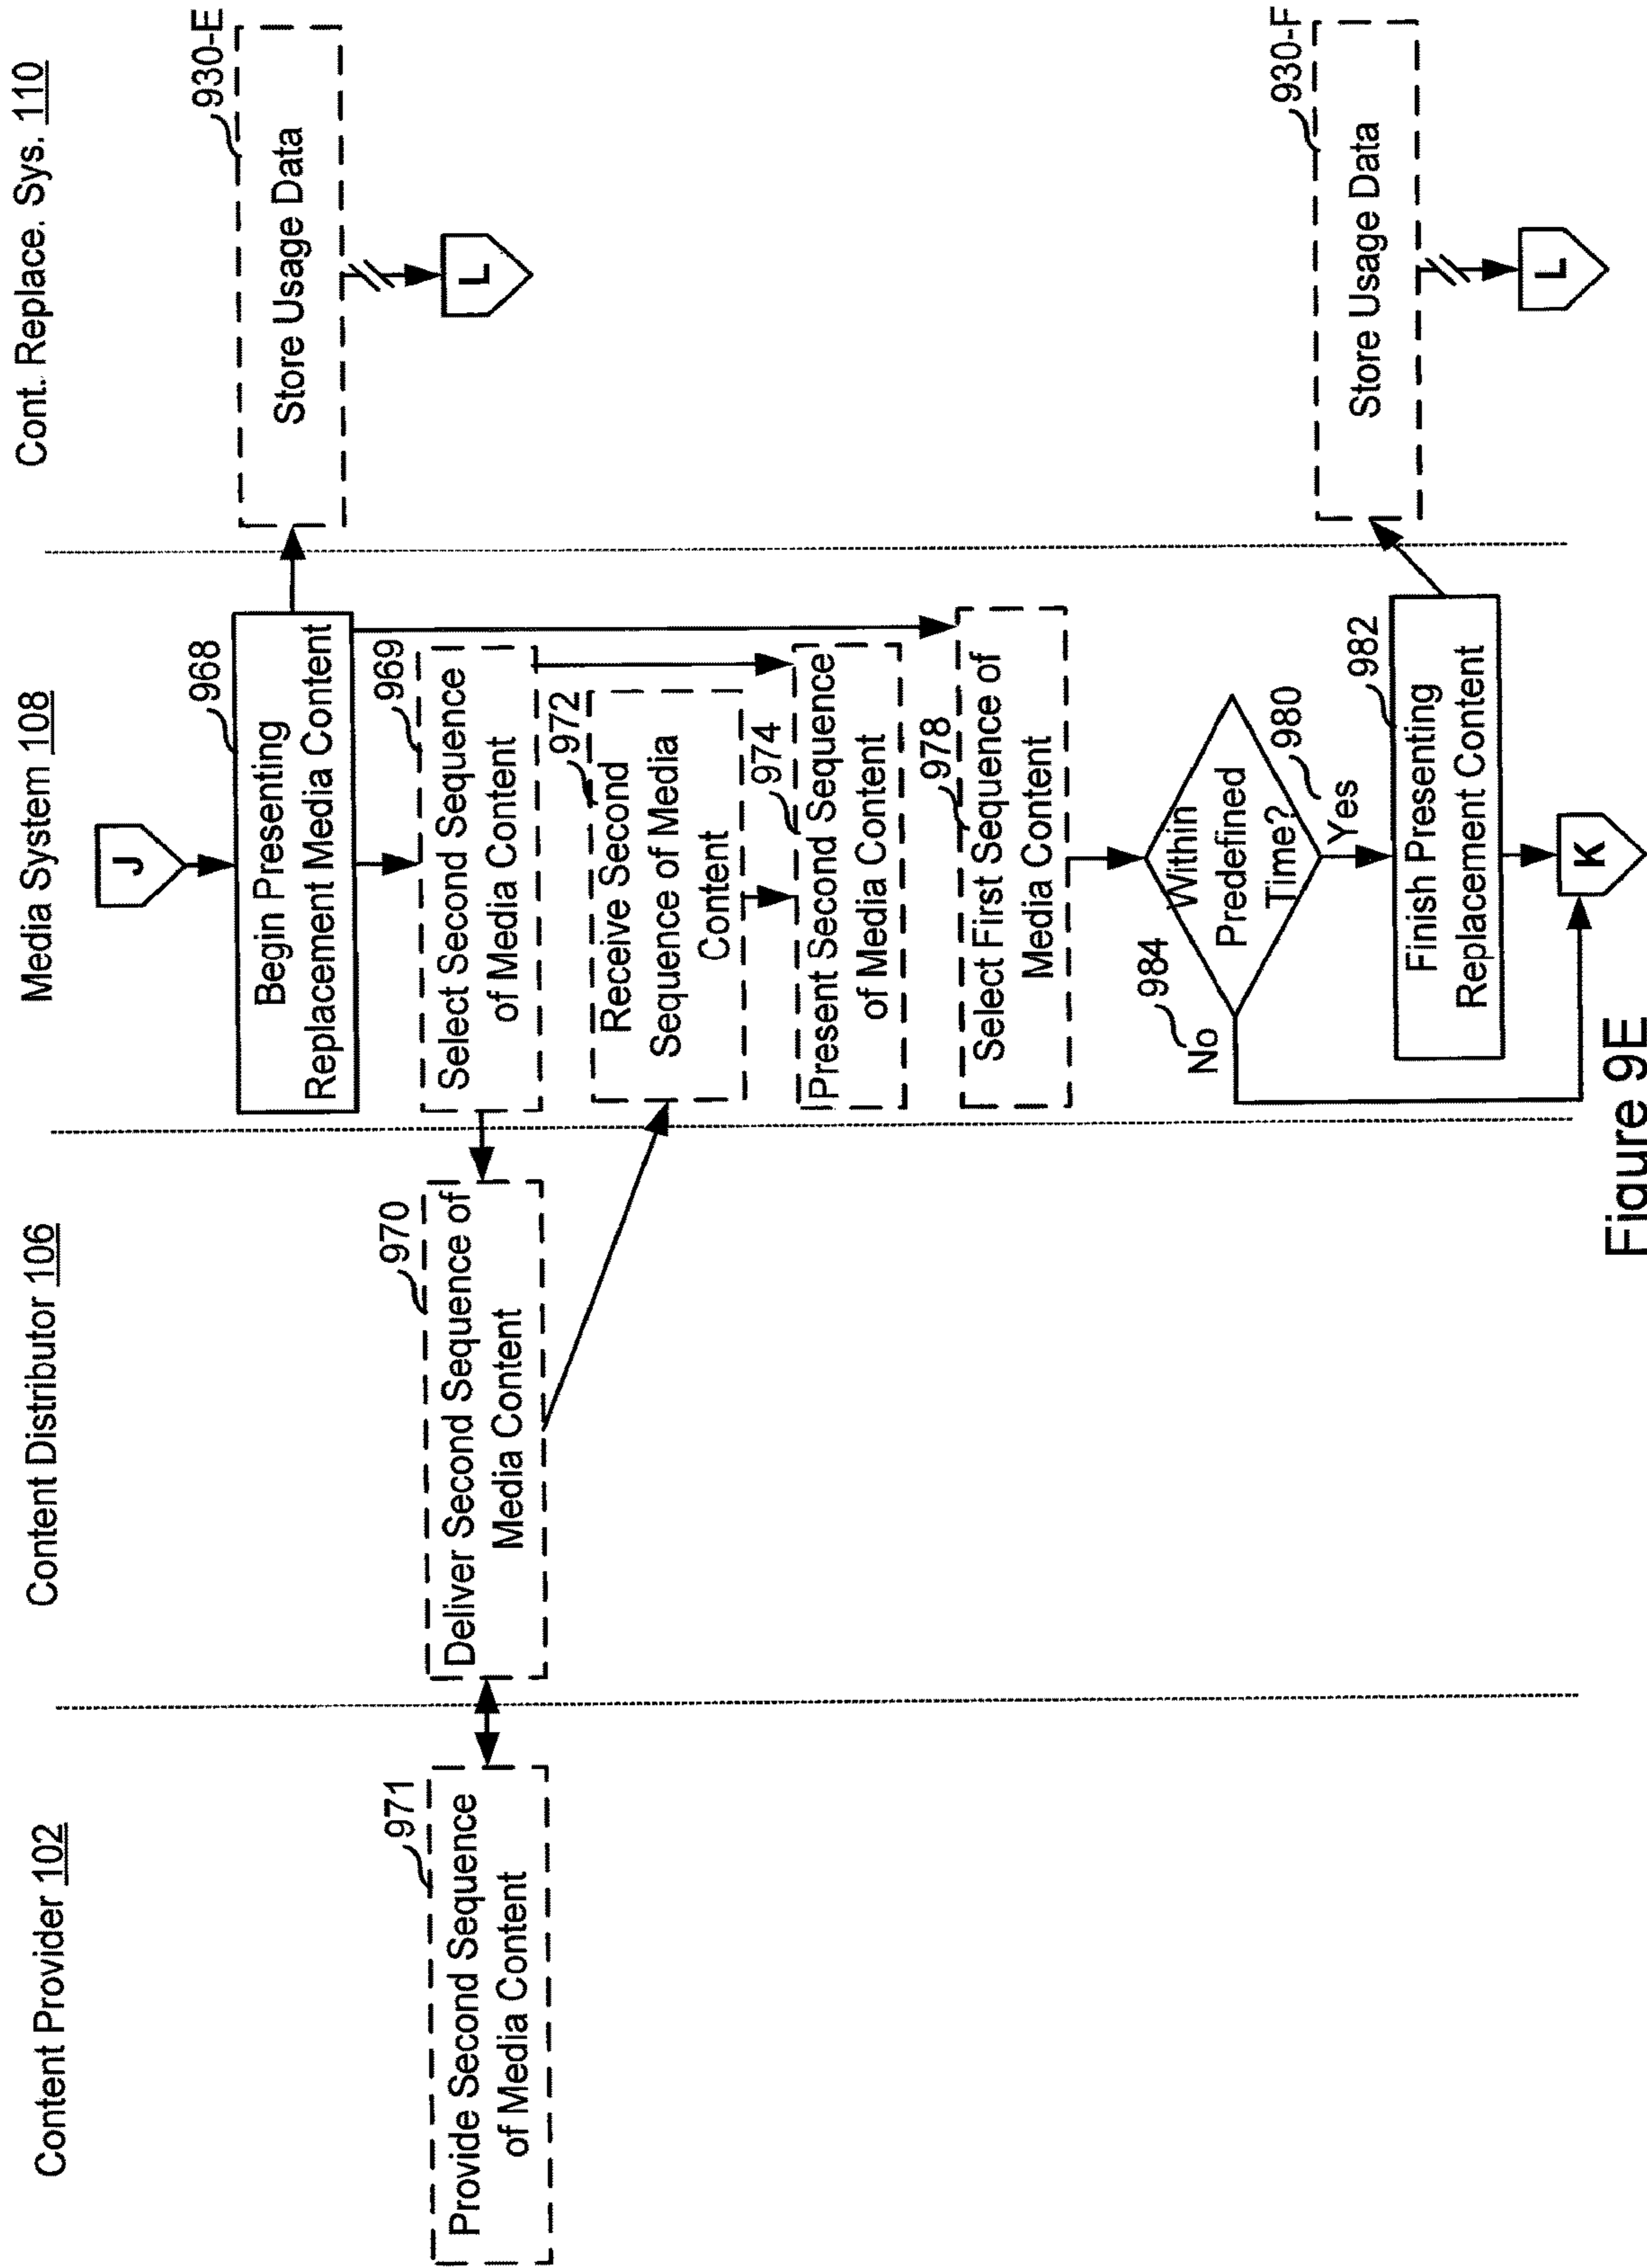 Content Provider 102
Content Distributor 106
Media System 108
Cont. Replace. Sys. 110
J
968
Begin Presenting
Replacement Media Content
930-E
Store Usage Data
L
971
Provide Second Sequence
of Media Content
970
Deliver Second Sequence of
Media Content
969
Select Second Sequence
of Media Content
972
Receive Second
Sequence of Media
Content
974
Present Second Sequence
of Media Content
978
Select First Sequence of
Media Content
Within
Predefined
Time?
984
No
980
Yes
982
Finish Presenting
Replacement Content
930-F
Store Usage Data
L
K
Figure 9E